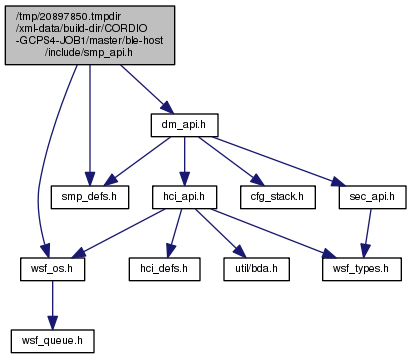 /tmp/20897850.tmpdir
/xml-data/build-dir/CORDIO
-GCPS4-JOB1/master/ble-host
/include/smp_api.h
dm_api.h
smp_defs.h
hci_api.h
cfg_stack.h
sec_api.h
wsf_os.h
hci_defs.h
util/bda.h
wsf_types.h
wsf_queue.h